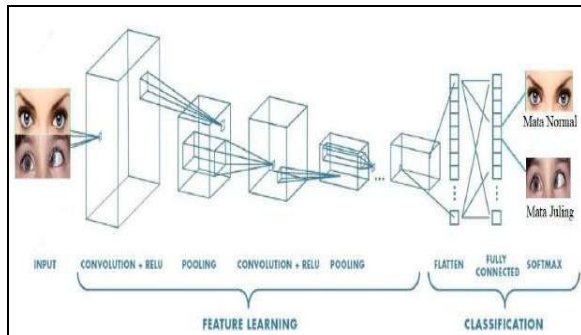 Mata Normal
Mata Juling
INPUT CONVOLUTION + RELU POOLING CONVOLUTION + RELU POOLING FLATTEN FULLY CONNECTED SOFTMAX
FEATURE LEARNING CLASSIFICATION